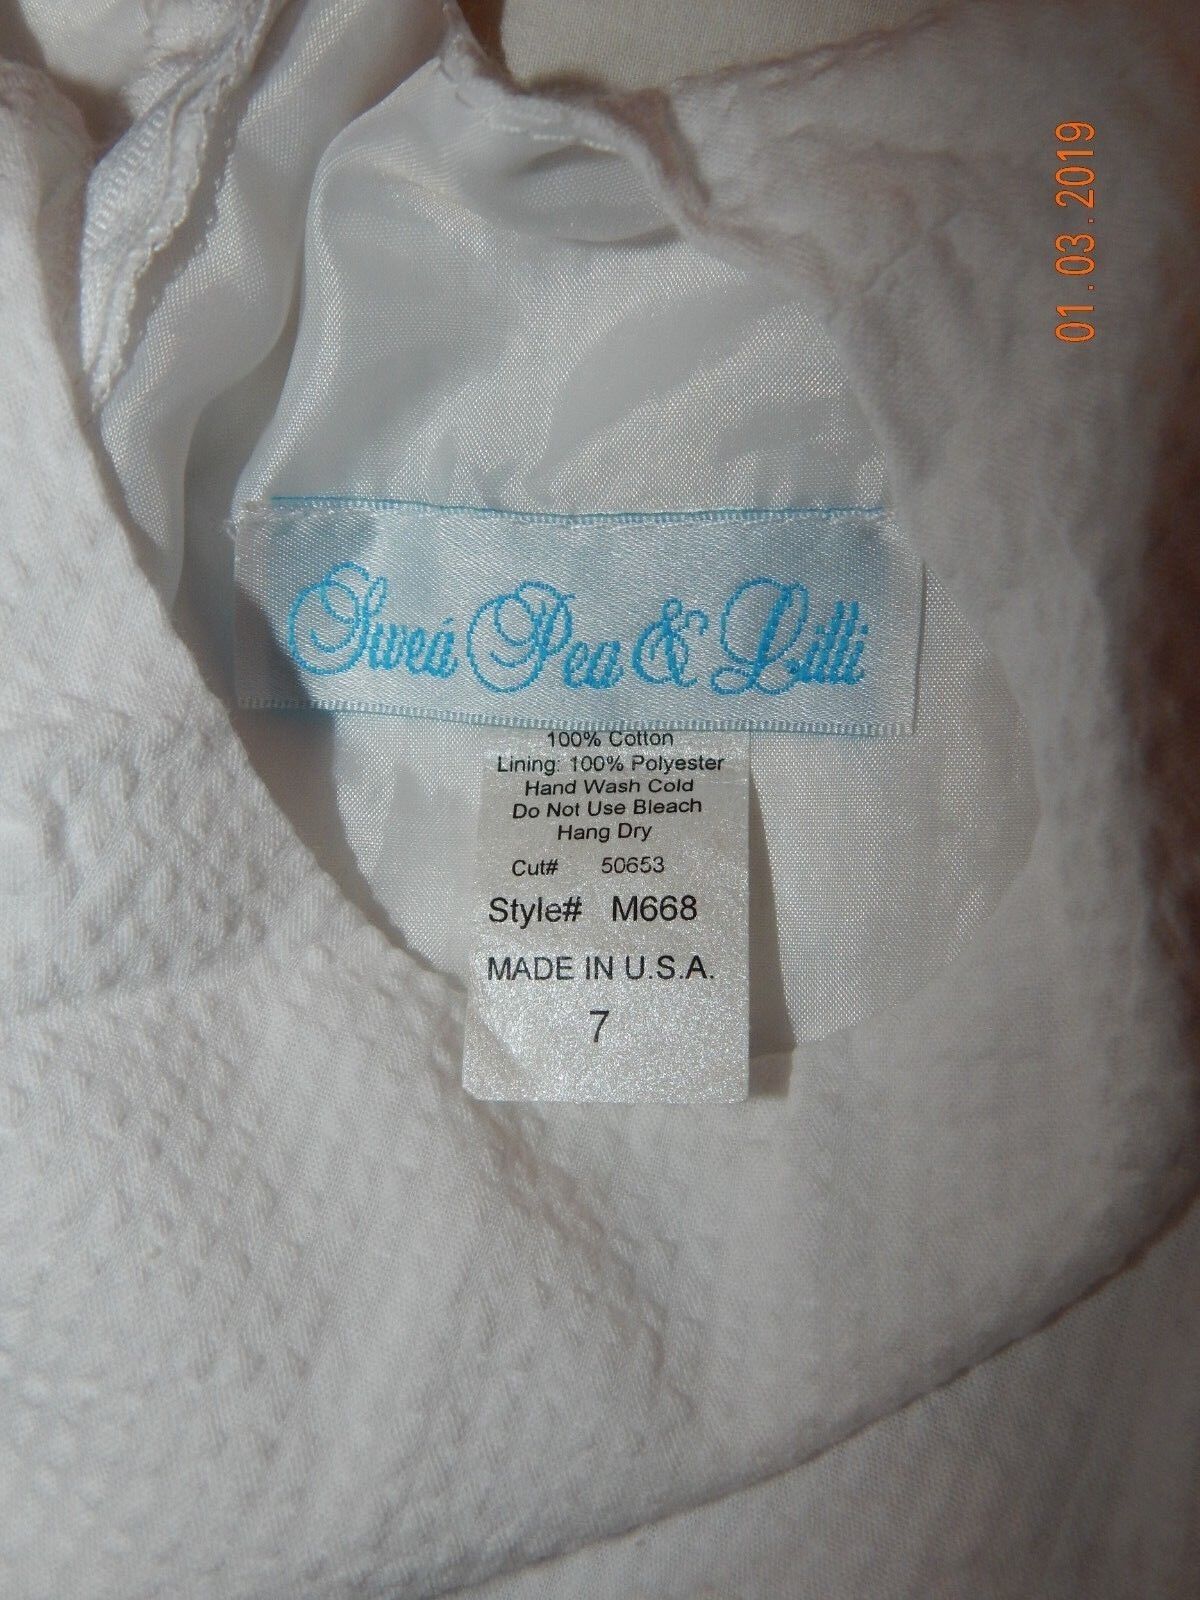 Sweá Pea & Lilli
100% Cotton
Lining: 100% Polyester
Hand Wash Cold
Do Not Use Bleach
Hang Dry
Cut# 50653
Style# M668
MADE IN U.S.A.
7
01.03.2019